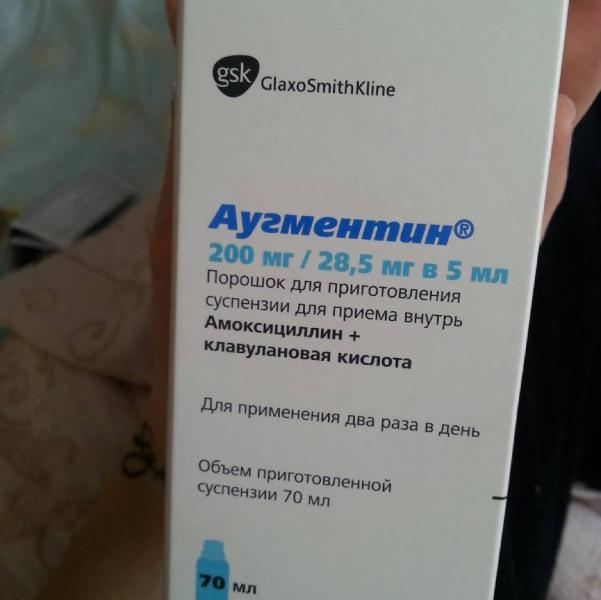 gsk GlaxoSmithKline
Аугментин®
200 мг / 28,5 мг в 5 мл
Порошок для приготовления
суспензии для приема внутрь
Амоксициллин +
клавулановая кислота
Для применения два раза в день
Объем приготовленной
суспензии 70 мл
70 мл